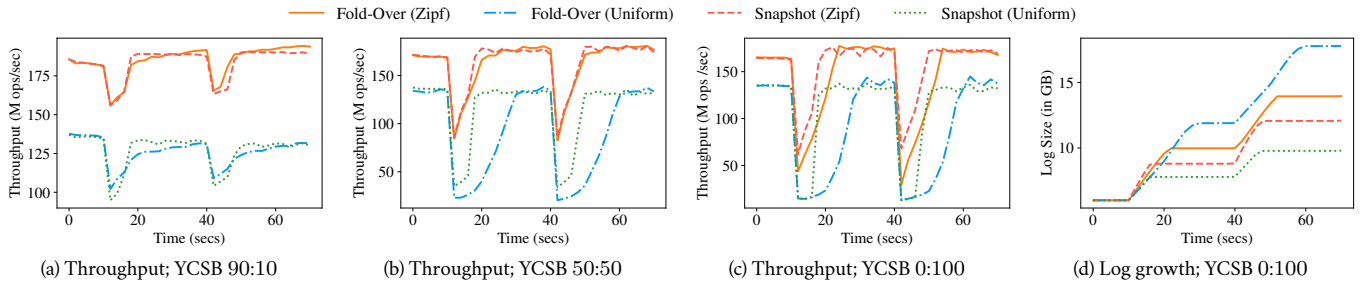 Fold-Over (Zipf) Fold-Over (Uniform) Snapshot (Zipf) Snapshot (Uniform)
Throughput (M ops/sec)
175
150
125
100
0 20 40 60
Time (secs)
(a) Throughput; YCSB 90:10
Throughput (M ops/sec)
150
100
50
0 20 40 60
Time (secs)
(b) Throughput; YCSB 50:50
Throughput (M ops /sec)
150
100
50
0 20 40 60
Time (secs)
(c) Throughput; YCSB 0:100
Log Size (in GB)
15
10
0 20 40 60
Time (secs)
(d) Log growth; YCSB 0:100